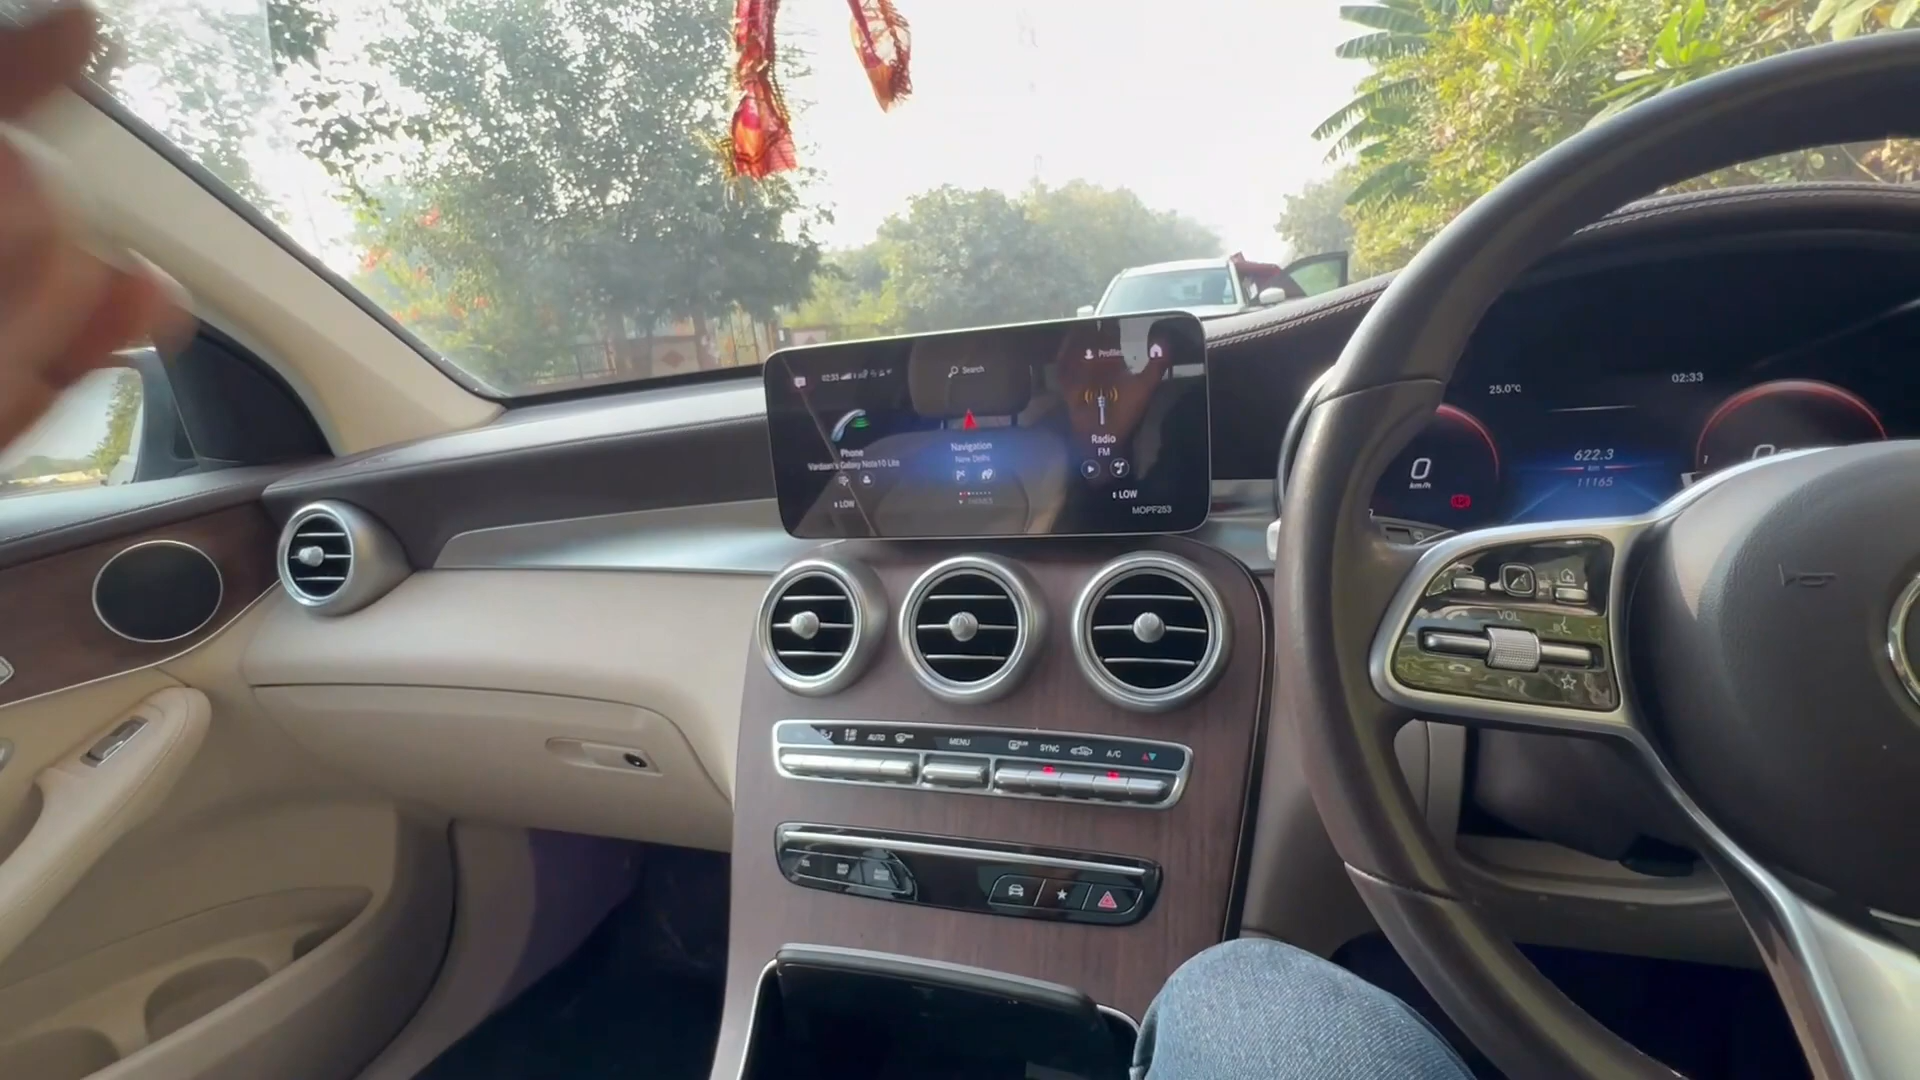 02:33
Search
Profiles
Phone
Vardaan's Galaxy Note10 Lite
Navigation
New Delhi
Radio
FM
LOW
THEMES
LOW
MOPF253
25.0°C
02:33
0
km/h
622.3
km
11165
VOL
AUTO
MENU
SYNC
A/C